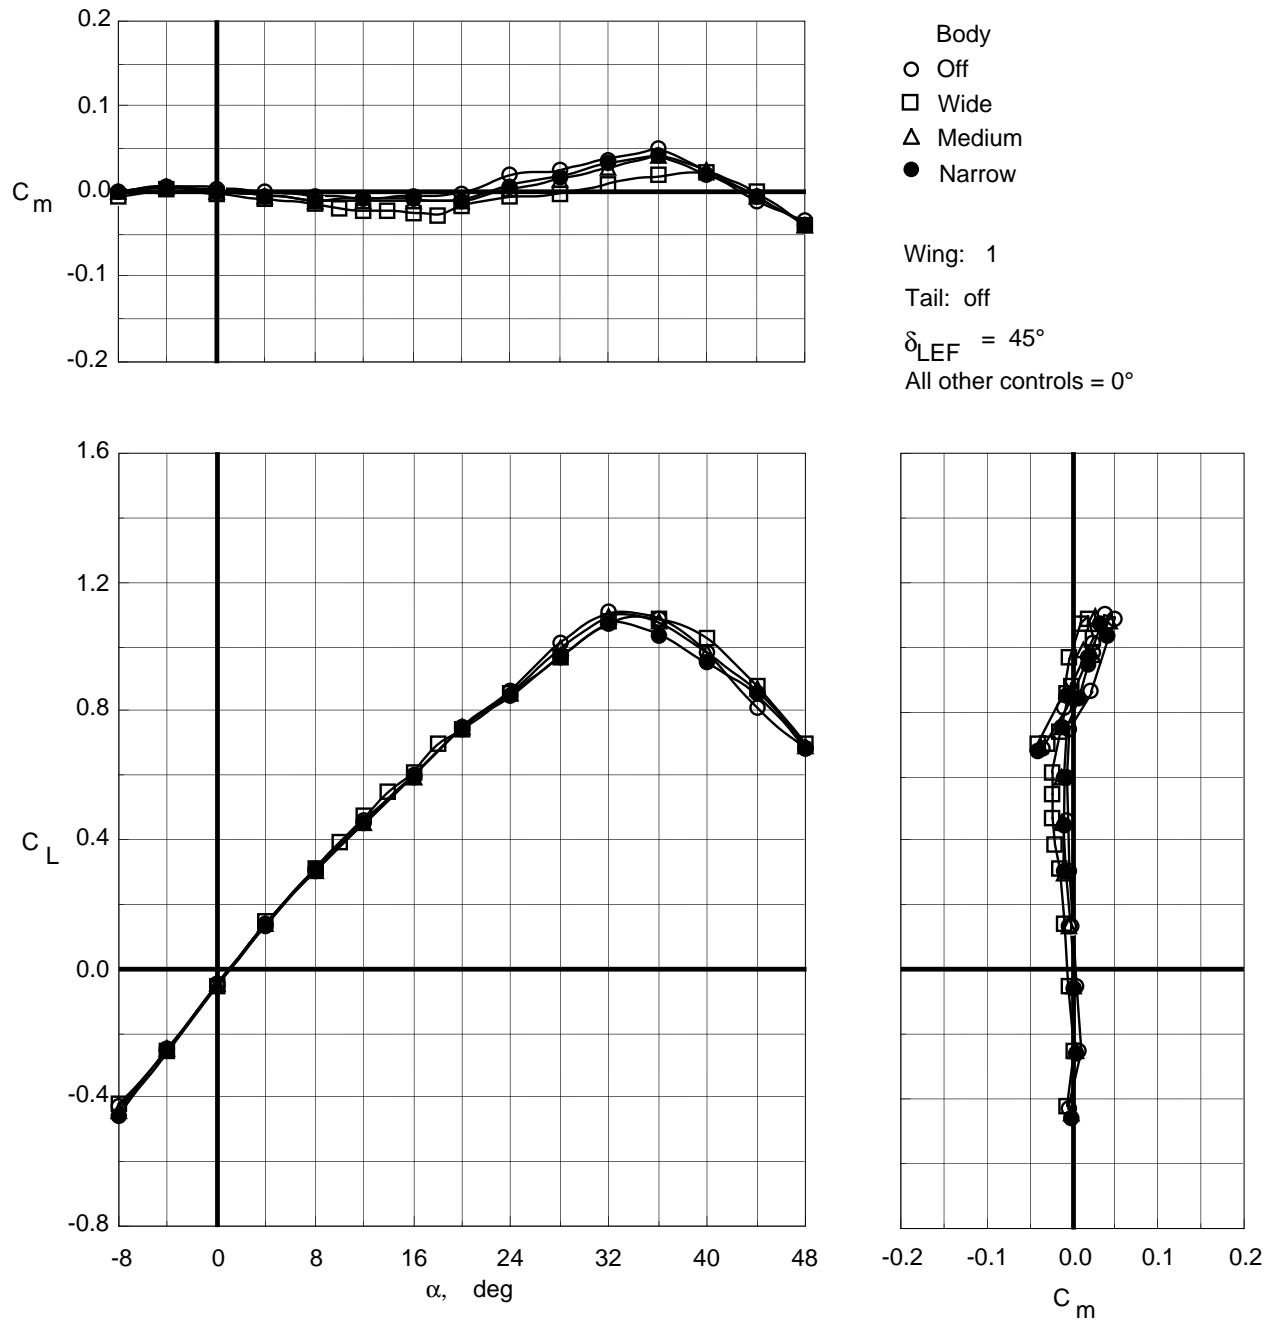 0.2
0.1
0.0
-0.1
-0.2
C m
Body
Off
Wide
Medium
Narrow
Wing: 1
Tail: off
δLEF = 45°
All other controls = 0°
1.6
1.2
0.8
0.4
0.0
-0.4
-0.8
C L
-8 0 8 16 24 32 40 48
α, deg
-0.2 -0.1 0.0 0.1 0.2
C m